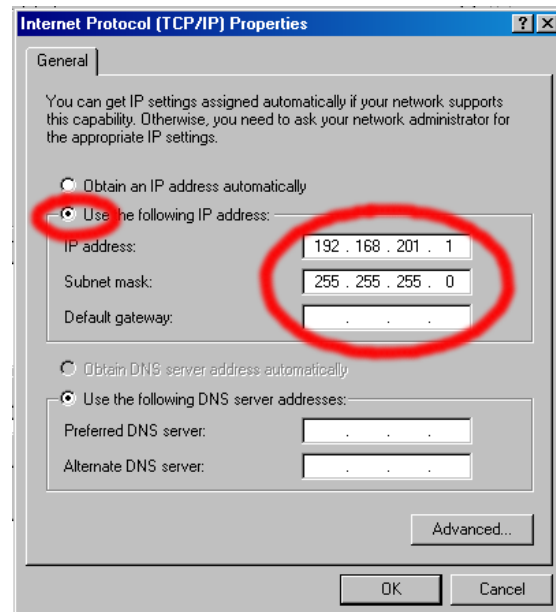 Internet Protocol (TCP/IP) Properties
General
You can get IP settings assigned automatically if your network supports
this capability. Otherwise, you need to ask your network administrator for
the appropriate IP settings.
Obtain an IP address automatically
Use the following IP address:
IP address: 192 . 168 . 201 . 1
Subnet mask: 255 . 255 . 255 . 0
Default gateway: . . .
Obtain DNS server address automatically
Use the following DNS server addresses:
Preferred DNS server: . . .
Alternate DNS server: . . .
Advanced...
OK Cancel